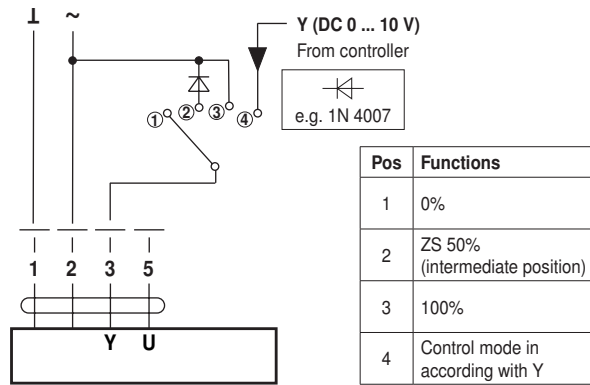 ⊥ ~
Y (DC 0 ... 10 V)
From controller
e.g. 1N 4007
① ② ③ ④
Pos Functions
1 0%
2 ZS 50%
(intermediate position)
3 100%
4 Control mode in
according with Y
1 2 3 5
Y U